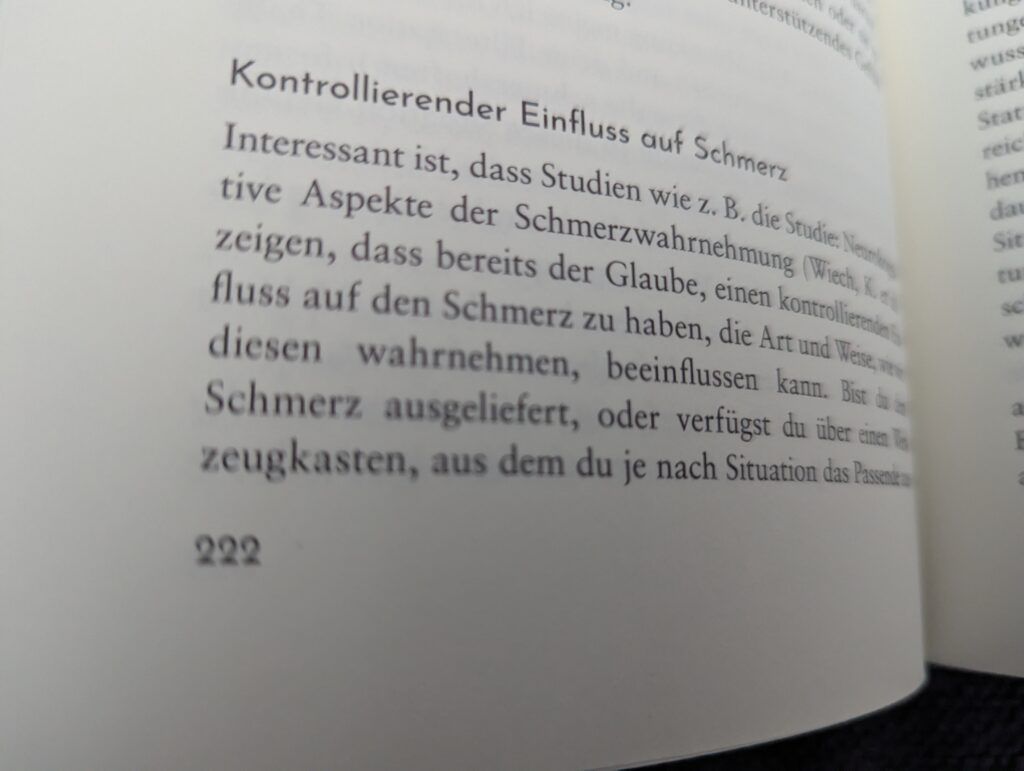 unterstützendes
Kontrollierender Einfluss auf Schmerz
Interessant ist, dass Studien wie z. B. die Studie:
tive Aspekte der Schmerzwahrnehmung (Wiech, K.
zeigen, dass bereits der Glaube, einen kontrollierenden
fluss auf den Schmerz zu haben, die Art und Weise,
diesen wahrnehmen, beeinflussen kann. Bist du
Schmerz ausgeliefert, oder verfügst du über einen
zeugkasten, aus dem du je nach Situation das Passende
222